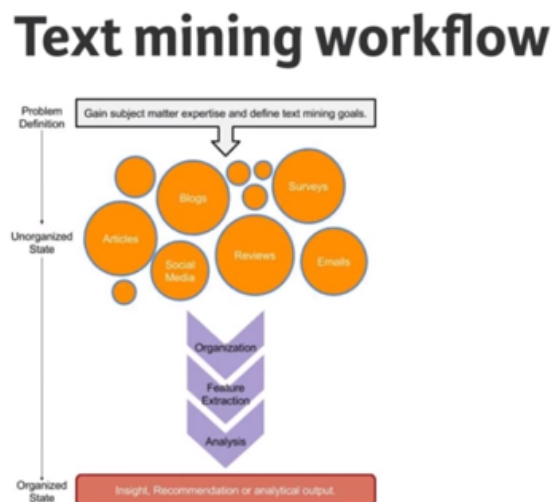 Text mining workflow
Problem
Definition
Gain subject matter expertise and define text mining goals.
Blogs
Surveys
Unorganized
State
Articles
Social
Media
Reviews
Emails
Organization
Feature
Extraction
Analysis
Organized
State
Insight, Recommendation or analytical output.